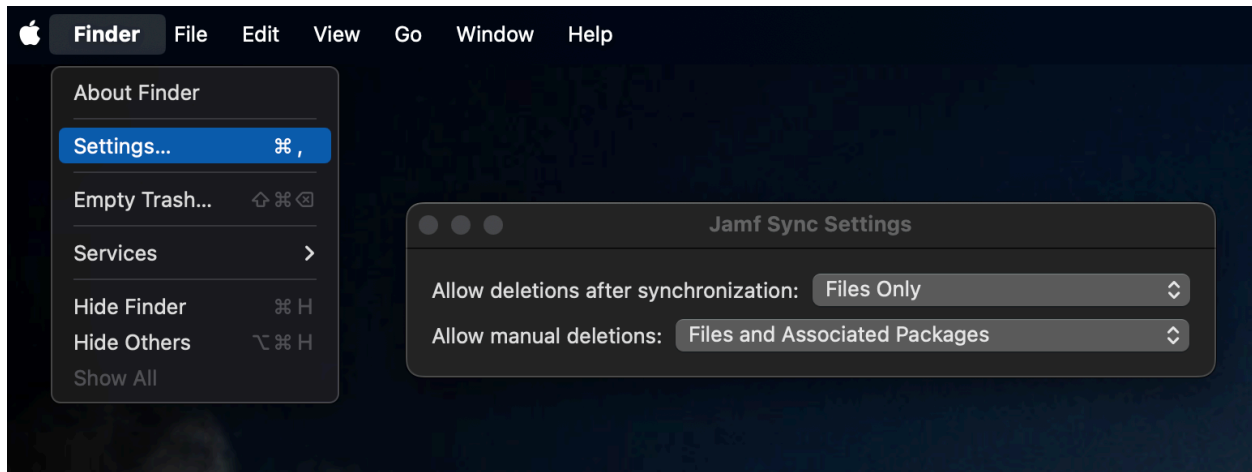 Finder File Edit View Go Window Help
About Finder
Settings... ⌘ ,
Empty Trash... ⇧ ⌘ ⌫
Services
Hide Finder ⌘ H
Hide Others ⌥ ⌘ H
Show All
Jamf Sync Settings
Allow deletions after synchronization: Files Only
Allow manual deletions: Files and Associated Packages